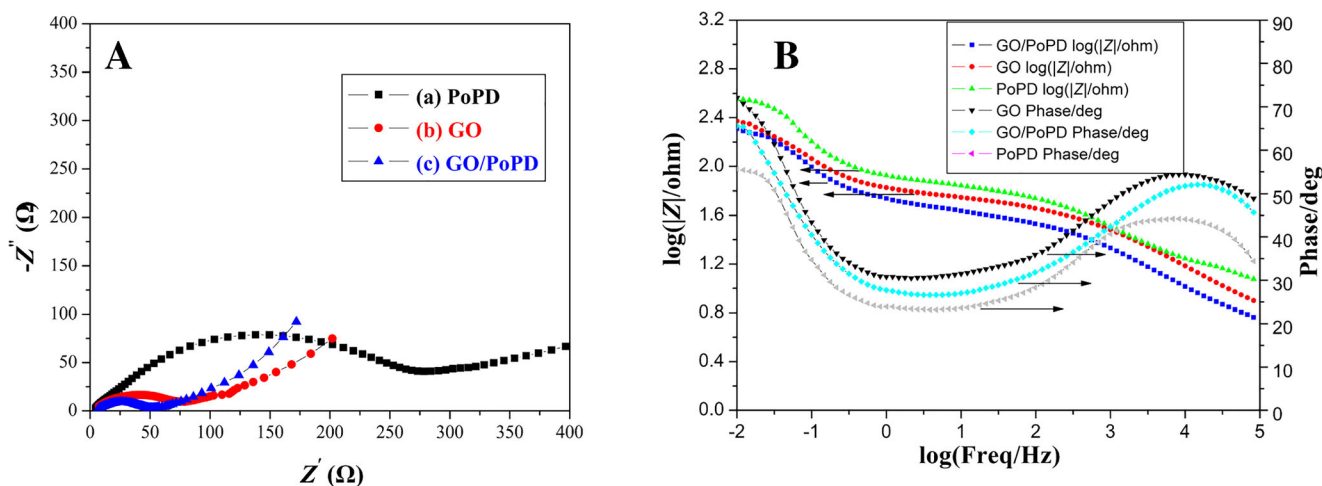 A
400
350
300
250
200
150
100
50
0
-Z" (Ω)
(a) PoPD
(b) GO
(c) GO/PoPD
0 50 100 150 200 250 300 350 400
Z' (Ω)
B
3.2
2.8
2.4
2.0
1.6
1.2
0.8
0.4
0.0
log(|Z|/ohm)
GO/PoPD log(|Z|/ohm)
GO log(|Z|/ohm)
PoPD log(|Z|/ohm)
GO Phase/deg
GO/PoPD Phase/deg
PoPD Phase/deg
90
80
70
60
50
40
30
20
10
0
Phase/deg
-2 -1 0 1 2 3 4 5
log(Freq/Hz)